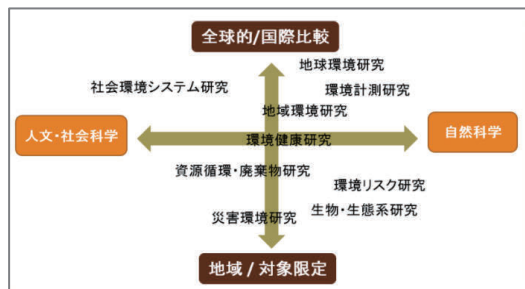 全球的/国際比較
地球環境研究
社会環境システム研究
環境計測研究
地域環境研究
人文・社会科学
環境健康研究
自然科学
資源循環・廃棄物研究
環境リスク研究
災害環境研究
生物・生態系研究
地域 / 対象限定